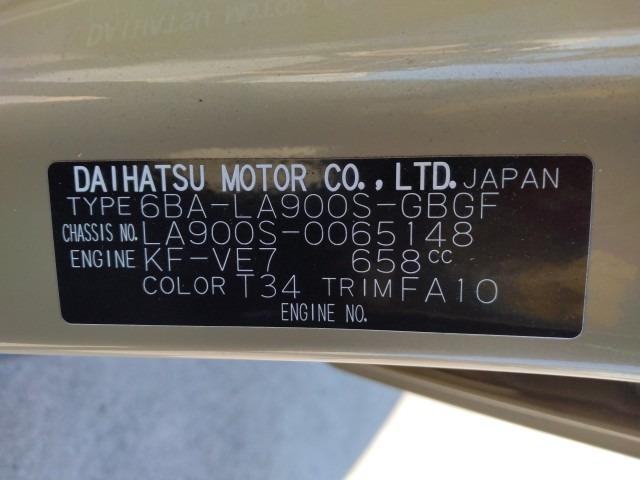 DAIHATSU MOTOR CO., LTD. JAPAN
TYPE 6BA-LA900S-GBGF
CHASSIS NO. LA900S-0065148
ENGINE KF-VE7 658cc
COLOR T34 TRIM FA10
ENGINE NO.